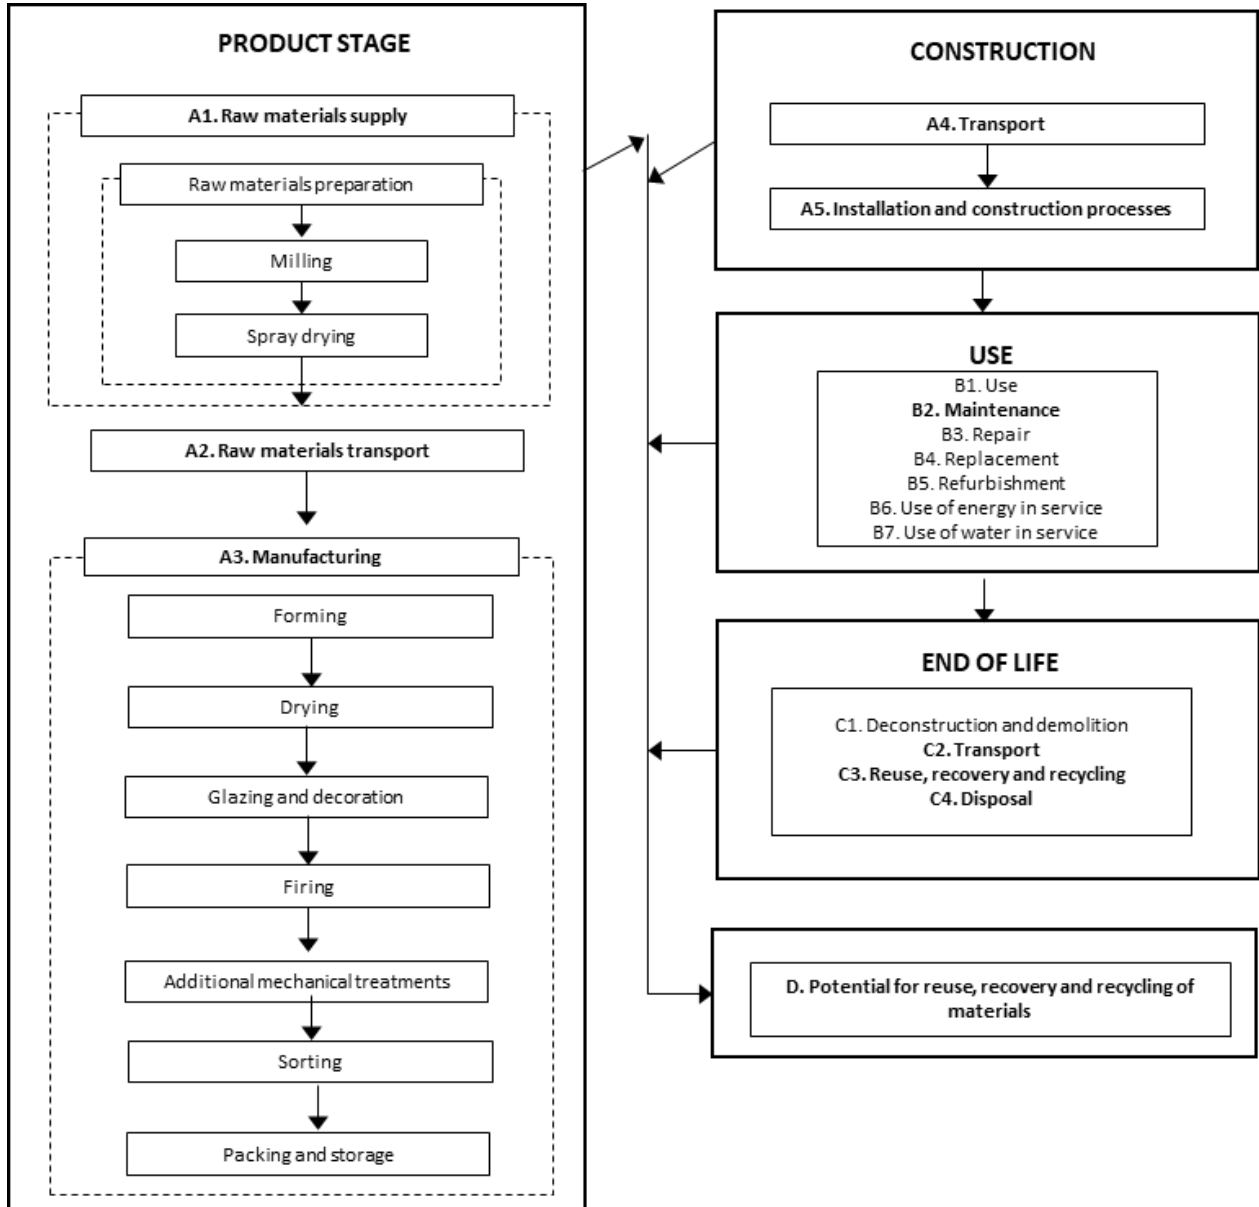 PRODUCT STAGE
A1. Raw materials supply
Raw materials preparation
Milling
Spray drying
A2. Raw materials transport
A3. Manufacturing
Forming
Drying
Glazing and decoration
Firing
Additional mechanical treatments
Sorting
Packing and storage
CONSTRUCTION
A4. Transport
A5. Installation and construction processes
USE
B1. Use
B2. Maintenance
B3. Repair
B4. Replacement
B5. Refurbishment
B6. Use of energy in service
B7. Use of water in service
END OF LIFE
C1. Deconstruction and demolition
C2. Transport
C3. Reuse, recovery and recycling
C4. Disposal
D. Potential for reuse, recovery and recycling of
materials